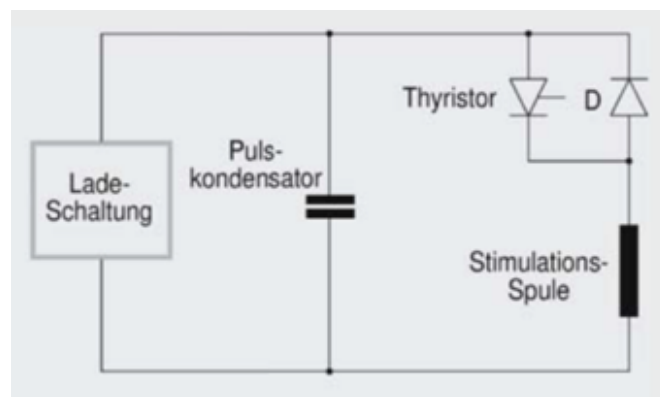 Thyristor
D
Puls-
kondensator
Lade-
Schaltung
Stimulations-
Spule